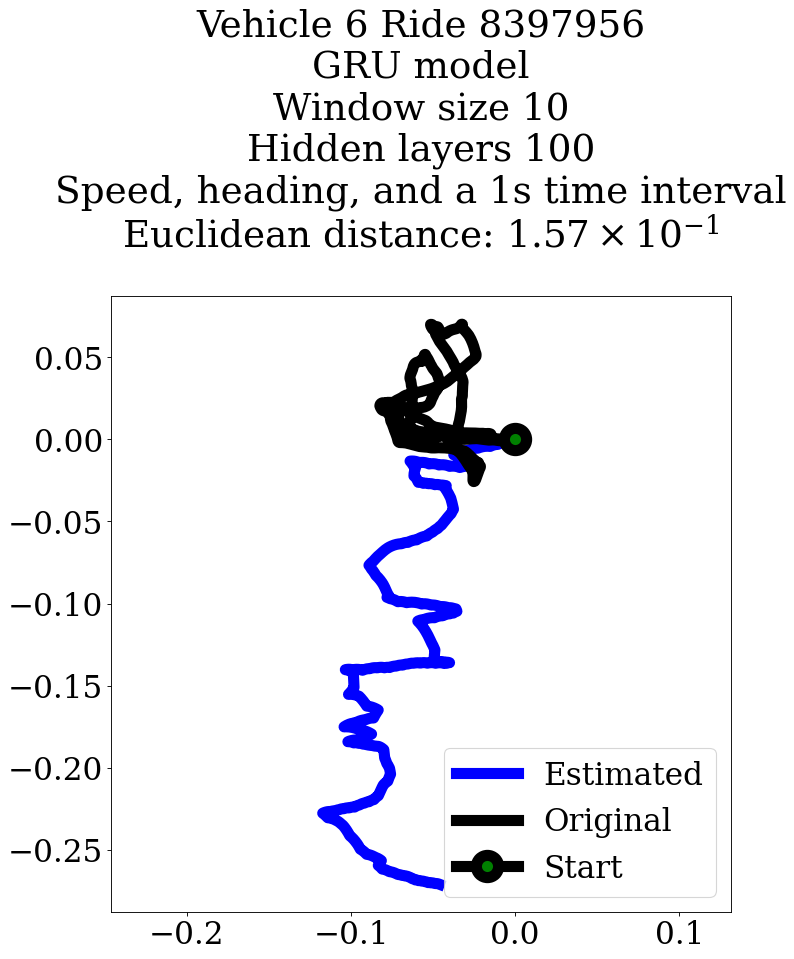 Vehicle 6 Ride 8397956
GRU model
Window size 10
Hidden layers 100
Speed, heading, and a 1s time interval
Euclidean distance: 1.57 × 10⁻¹
0.05
0.00
−0.05
−0.10
−0.15
−0.20
−0.25
Estimated
Original
Start
−0.2
−0.1
0.0
0.1